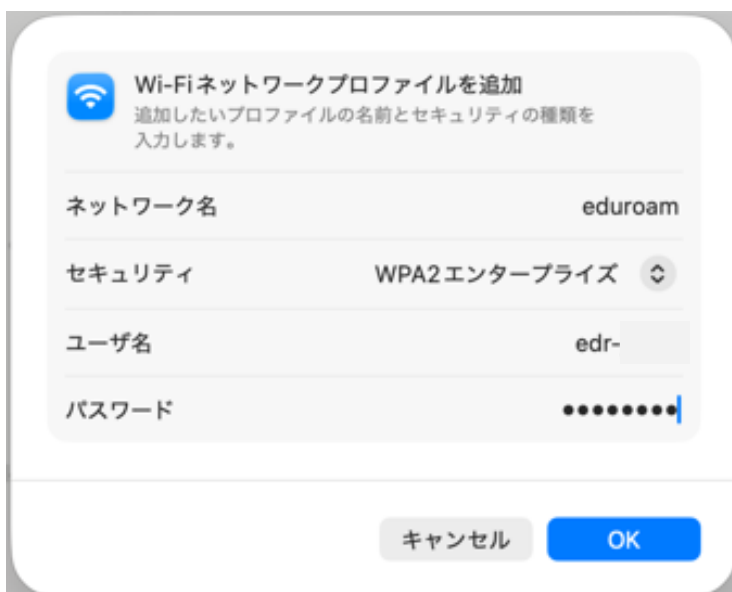 Wi-Fiネットワークプロファイルを追加
追加したいプロファイルの名前とセキュリティの種類を
入力します。
ネットワーク名 eduroam
セキュリティ WPA2エンタープライズ
ユーザ名 edr-
パスワード ••••••••
キャンセル OK